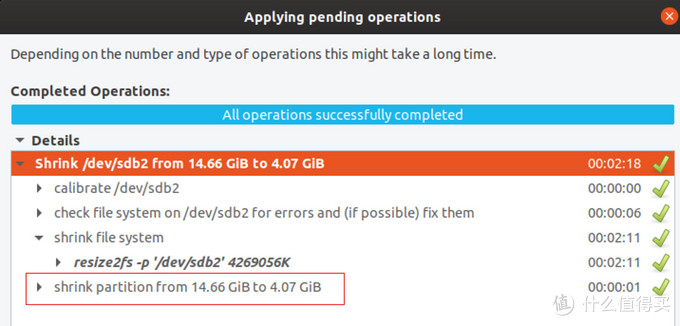 Applying pending operations
Depending on the number and type of operations this might take a long time.
Completed Operations:
All operations successfully completed
Details
Shrink /dev/sdb2 from 14.66 GiB to 4.07 GiB 00:02:18
calibrate /dev/sdb2 00:00:00
check file system on /dev/sdb2 for errors and (if possible) fix them 00:00:06
shrink file system 00:02:11
resize2fs -p '/dev/sdb2' 4269056K 00:02:11
shrink partition from 14.66 GiB to 4.07 GiB 00:00:01
值 什么值得买